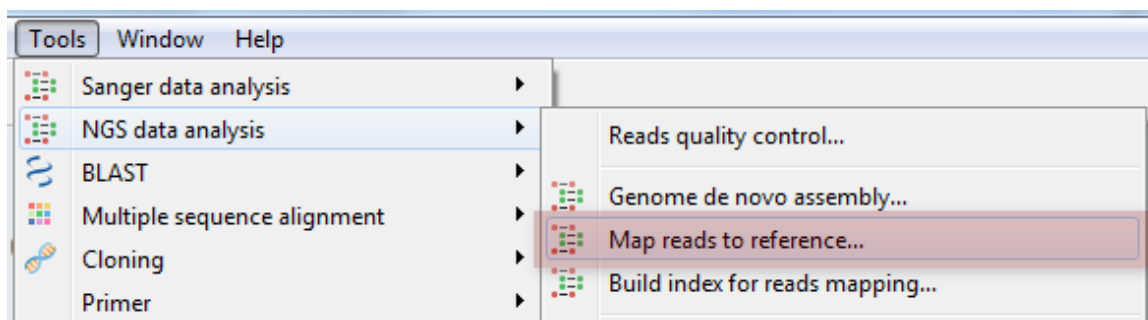 Tools Window Help
Sanger data analysis
NGS data analysis
BLAST
Multiple sequence alignment
Cloning
Primer
Reads quality control...
Genome de novo assembly...
Map reads to reference...
Build index for reads mapping...